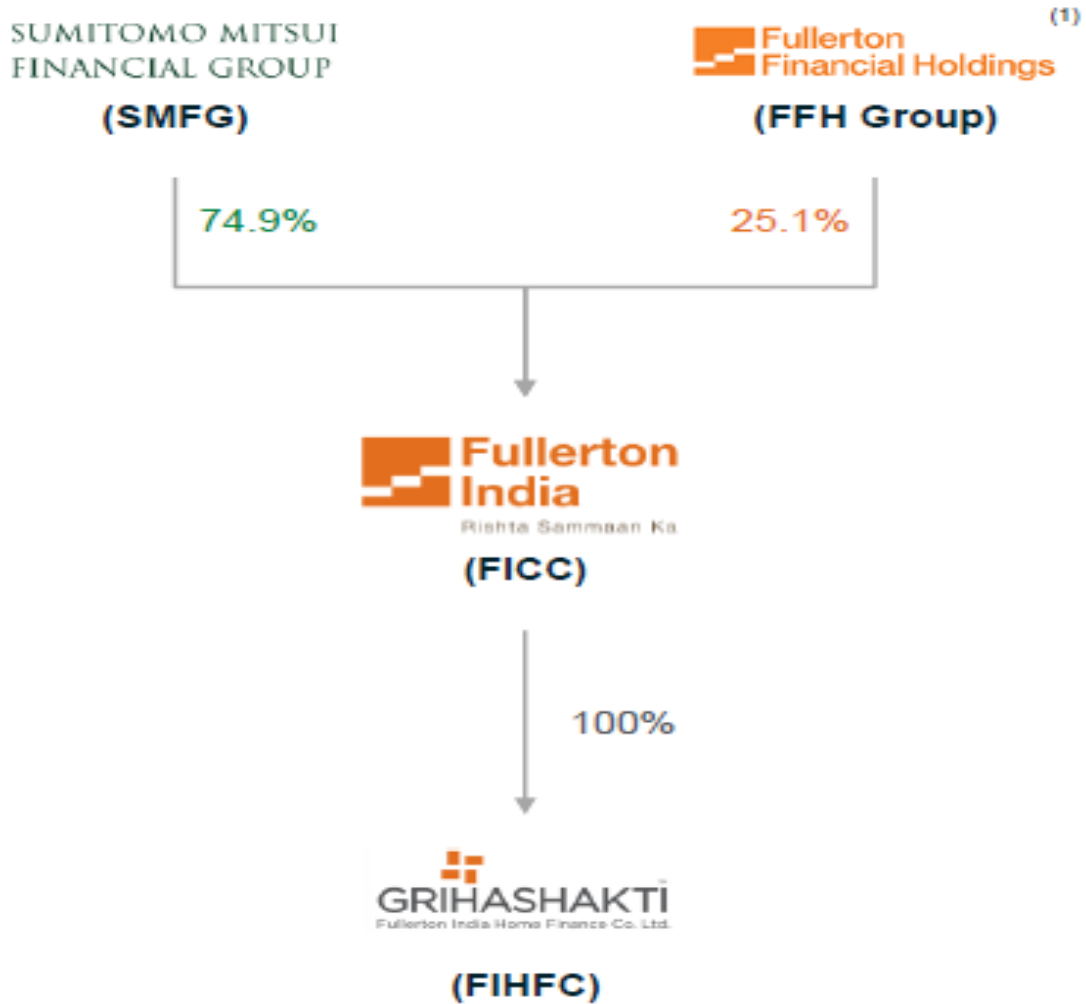 SUMITOMO MITSUI
FINANCIAL GROUP
(SMFG)
(1)
Fullerton
Financial Holdings
(FFH Group)
74.9%
25.1%
Fullerton
India
Rishta Sammaan Ka
(FICC)
100%
GRIHASHAKTI
Fullerton India Home Finance Co. Ltd.
(FIHFC)